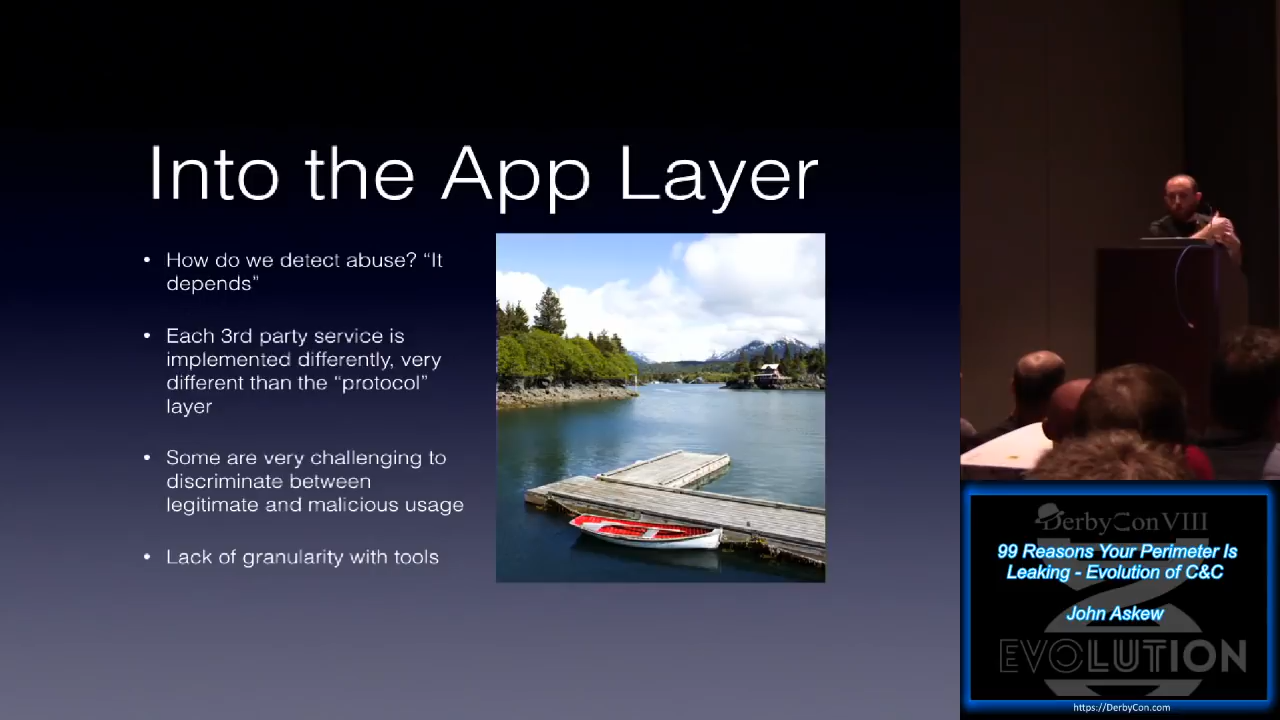 Into the App Layer
• How do we detect abuse? “It
depends”
• Each 3rd party service is
implemented differently, very
different than the “protocol”
layer
• Some are very challenging to
discriminate between
legitimate and malicious usage
• Lack of granularity with tools
DerbyCon VIII
99 Reasons Your Perimeter Is
Leaking - Evolution of C&C
John Askew
EVOLUTION
https://DerbyCon.com